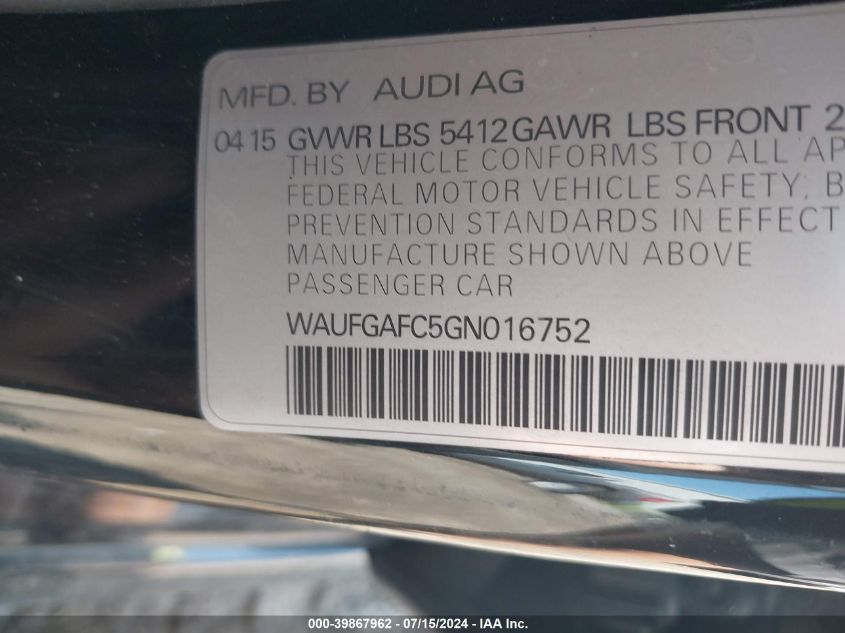 MFD. BY AUDI AG
04 15 GVWR LBS 5412 GAWR LBS FRONT 2
THIS VEHICLE CONFORMS TO ALL AP
FEDERAL MOTOR VEHICLE SAFETY, B
PREVENTION STANDARDS IN EFFECT
MANUFACTURE SHOWN ABOVE
PASSENGER CAR
WAUFGAFC5GN016752
000-39867962 - 07/15/2024 - IAA Inc.